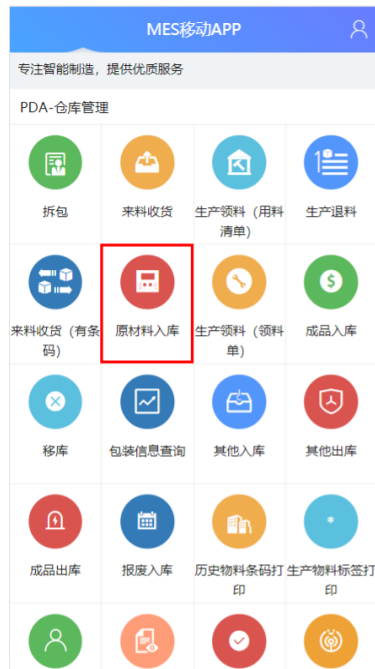 MES移动APP
专注智能制造，提供优质服务
PDA-仓库管理
拆包
来料收货
生产领料（用料
清单）
生产退料
来料收货（有条
码）
原材料入库
生产领料（领料
单）
成品入库
移库
包装信息查询
其他入库
其他出库
成品出库
报废入库
历史物料条码打
印
生产物料标签打
印